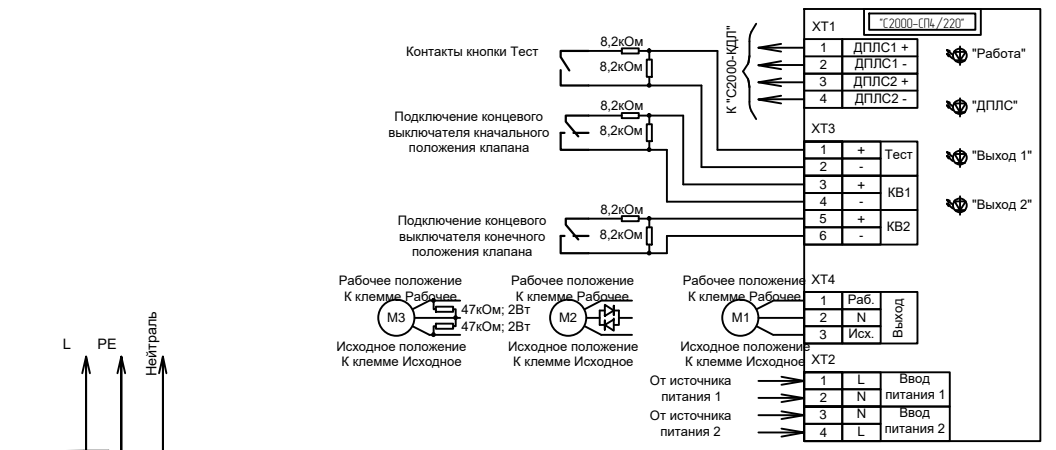 "С2000-СП4/220"
XT1
1 ДПЛС1 +
2 ДПЛС1 -
3 ДПЛС2 +
4 ДПЛС2 -
К "С2000-КДЛ"
"Работа"
"ДПЛС"
"Выход 1"
"Выход 2"
Контакты кнопки Тест
8,2кОм
8,2кОм
Подключение концевого
выключателя кначального
положения клапана
8,2кОм
8,2кОм
Подключение концевого
выключателя конечного
положения клапана
8,2кОм
8,2кОм
XT3
1 + Тест
2 -
3 + КВ1
4 -
5 + КВ2
6 -
Рабочее положение
К клемме Рабочее
M3
47кОм; 2Вт
47кОм; 2Вт
Исходное положение
К клемме Исходное
Рабочее положение
К клемме Рабочее
M2
Исходное положение
К клемме Исходное
Рабочее положение
К клемме Рабочее
M1
Исходное положение
К клемме Исходное
XT4
1 Раб.
2 N
3 Исх.
Выход
XT2
От источника
питания 1
От источника
питания 2
1 L Ввод
2 N питания 1
3 N Ввод
4 L питания 2
L
PE
Нейтраль